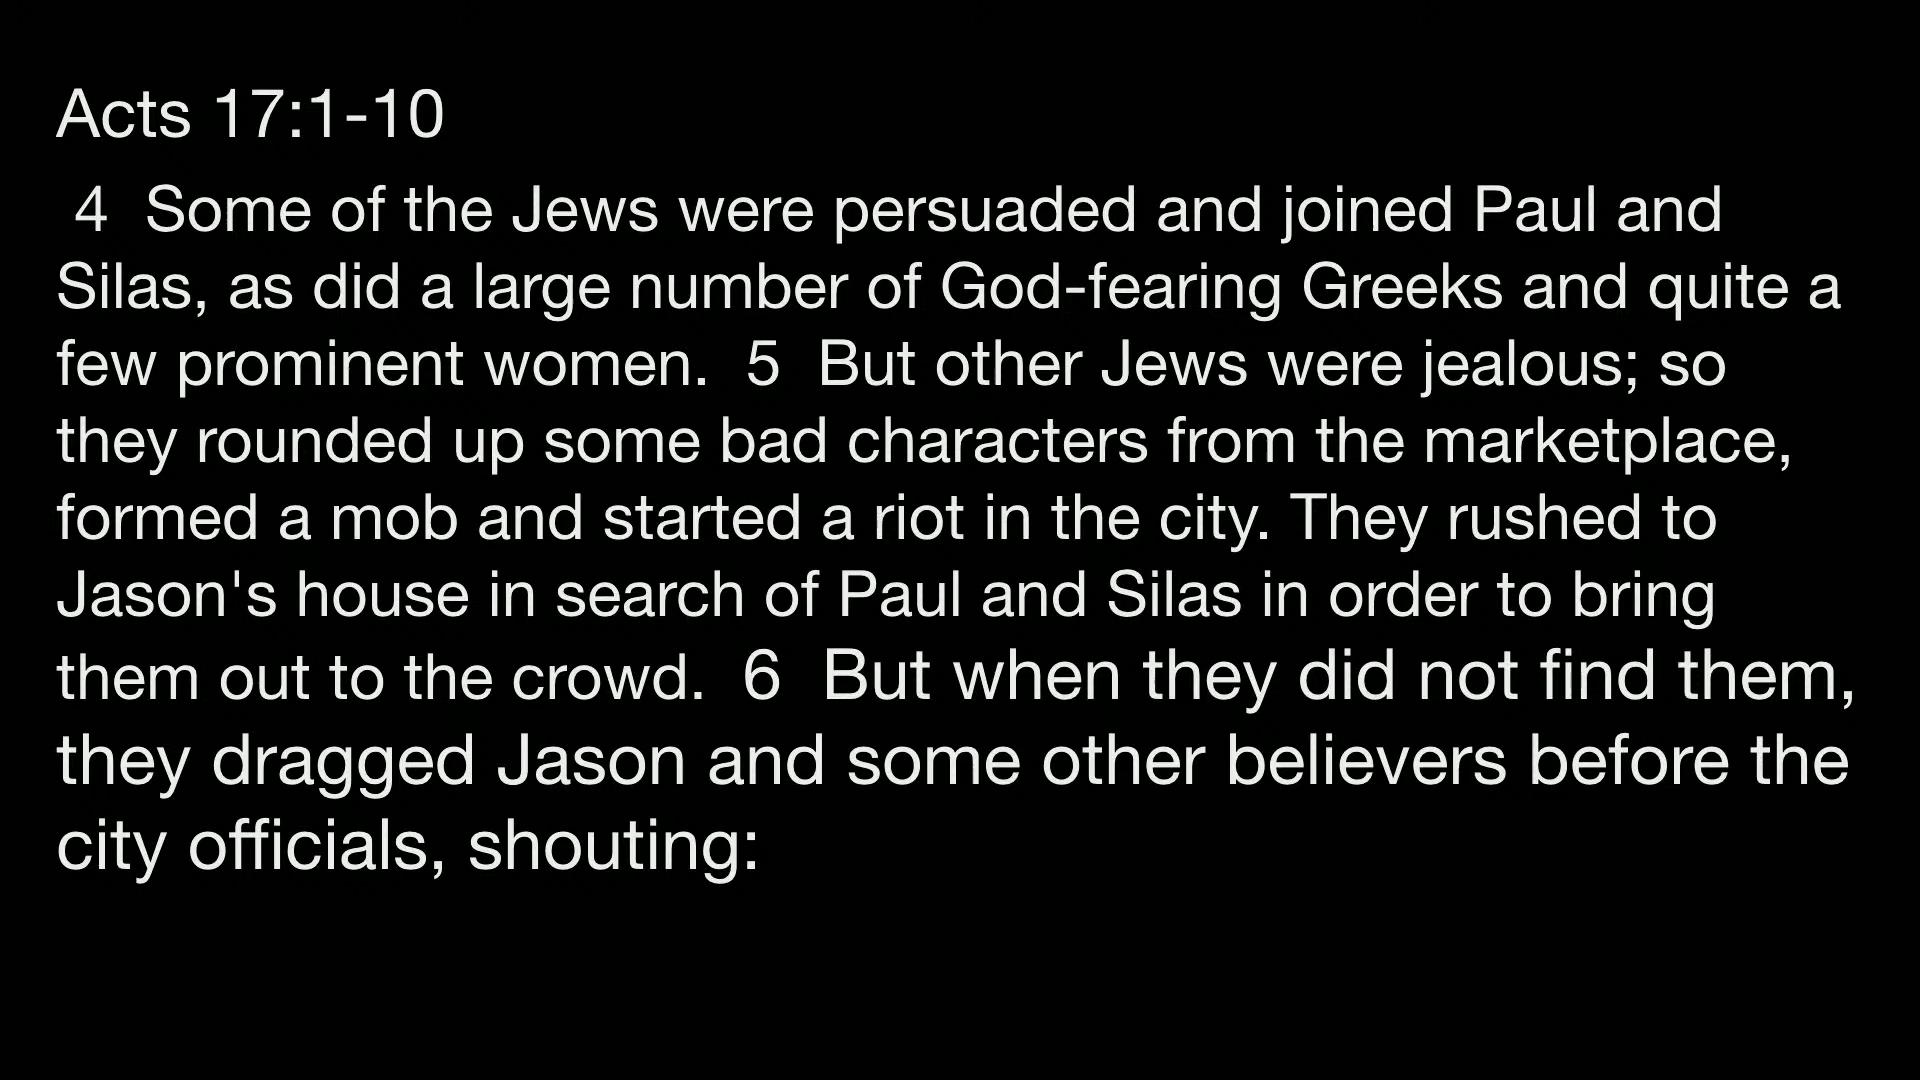 Acts 17:1-10
4 Some of the Jews were persuaded and joined Paul and
Silas, as did a large number of God-fearing Greeks and quite a
few prominent women. 5 But other Jews were jealous; so
they rounded up some bad characters from the marketplace,
formed a mob and started a riot in the city. They rushed to
Jason's house in search of Paul and Silas in order to bring
them out to the crowd. 6 But when they did not find them,
they dragged Jason and some other believers before the
city officials, shouting: